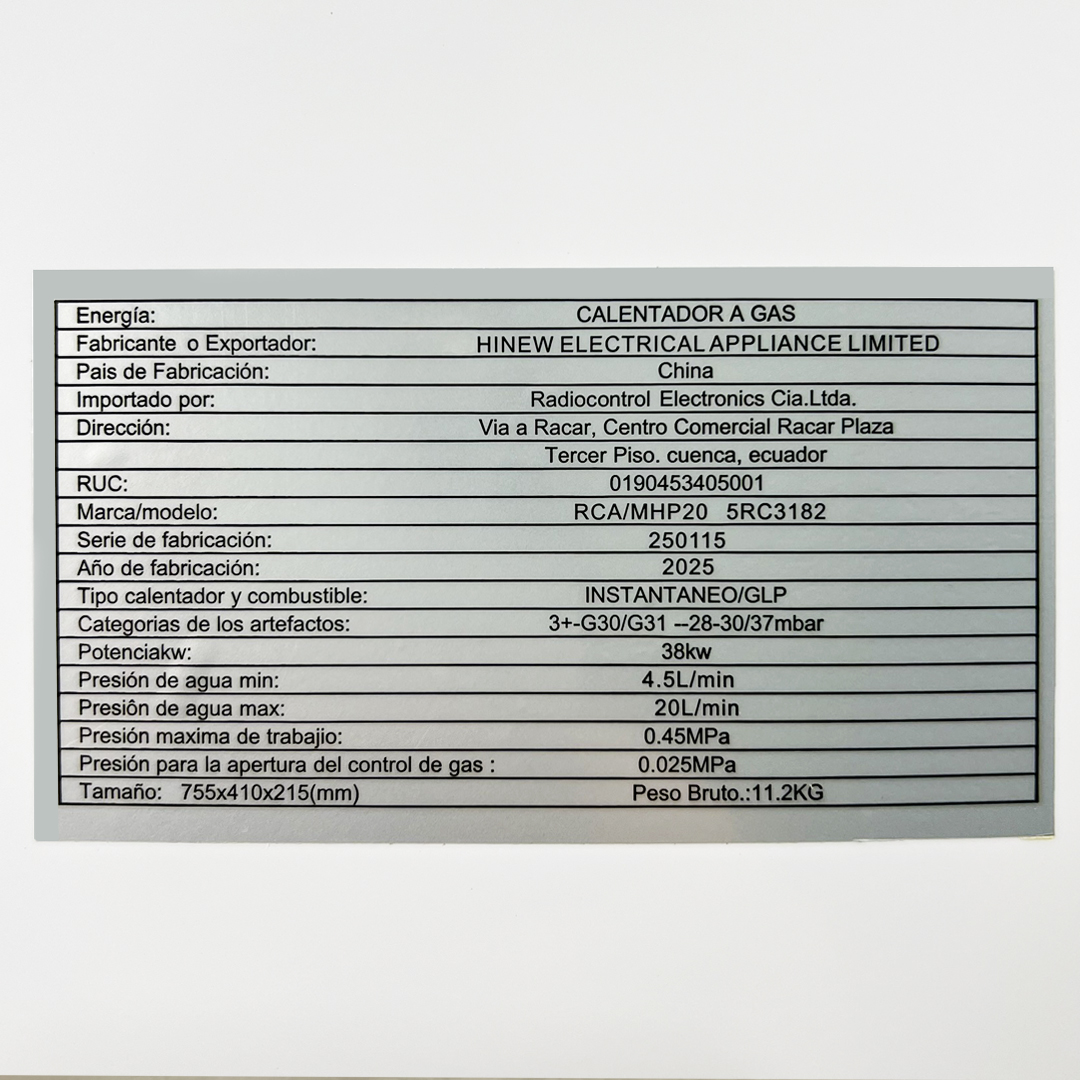 Energía: CALENTADOR A GAS
Fabricante o Exportador: HINEW ELECTRICAL APPLIANCE LIMITED
Pais de Fabricación: China
Importado por: Radiocontrol Electronics Cia.Ltda.
Dirección: Via a Racar, Centro Comercial Racar Plaza
Tercer Piso. cuenca, ecuador
RUC: 0190453405001
Marca/modelo: RCA/MHP20 5RC3182
Serie de fabricación: 250115
Año de fabricación: 2025
Tipo calentador y combustible: INSTANTANEO/GLP
Categorias de los artefactos: 3+-G30/G31 --28-30/37mbar
Potenciakw: 38kw
Presión de agua min: 4.5L/min
Presiôn de agua max: 20L/min
Presión maxima de trabajio: 0.45MPa
Presión para la apertura del control de gas : 0.025MPa
Tamaño: 755x410x215(mm) Peso Bruto.:11.2KG